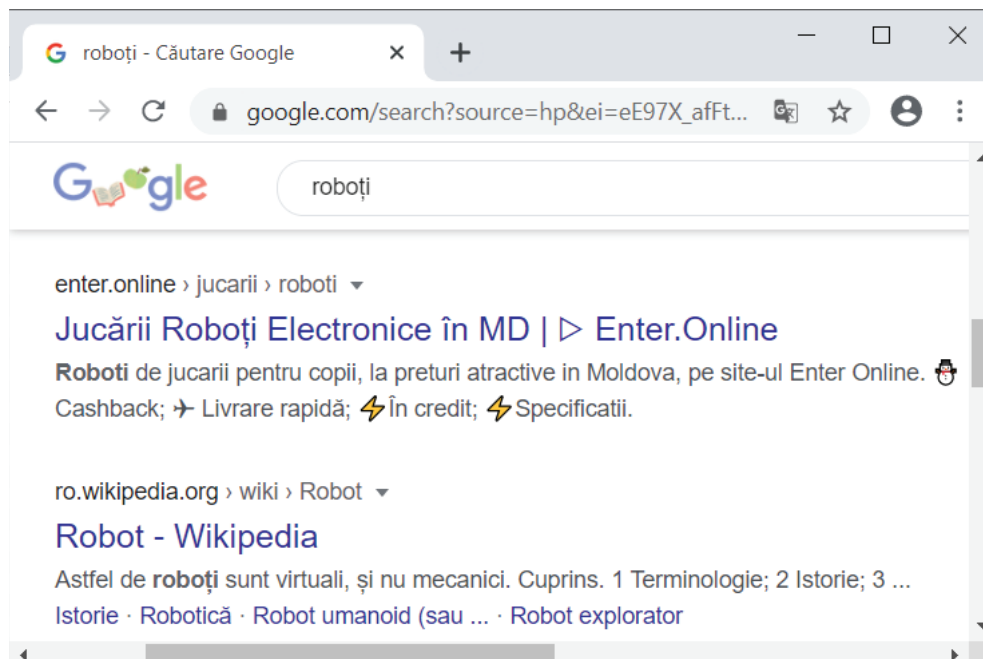 roboți - Căutare Google
google.com/search?source=hp&ei=eE97X_afFt...
Google
roboți
enter.online › jucarii › roboti
Jucării Roboți Electronice în MD | ▷ Enter.Online
Roboti de jucarii pentru copii, la preturi atractive in Moldova, pe site-ul Enter Online. ⛄
Cashback; ✈ Livrare rapidă; ⚡În credit; ⚡Specificatii.
ro.wikipedia.org › wiki › Robot
Robot - Wikipedia
Astfel de roboți sunt virtuali, și nu mecanici. Cuprins. 1 Terminologie; 2 Istorie; 3 ...
Istorie · Robotică · Robot umanoid (sau ... · Robot explorator